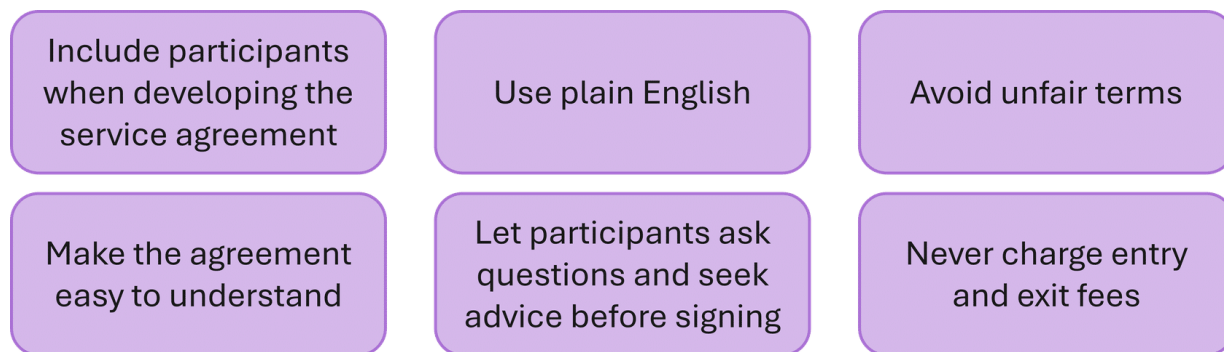 Include participants
when developing the
service agreement
Use plain English
Avoid unfair terms
Make the agreement
easy to understand
Let participants ask
questions and seek
advice before signing
Never charge entry
and exit fees